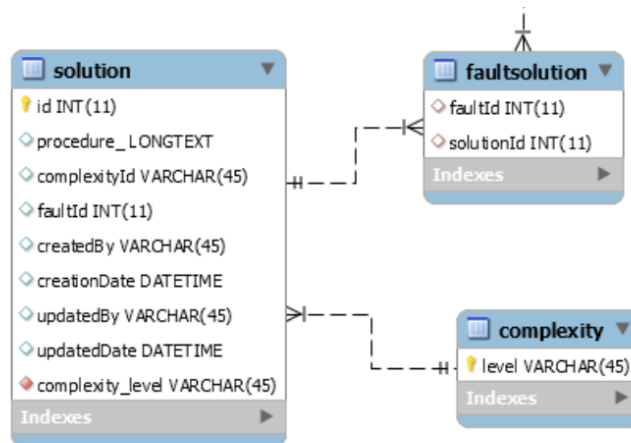 solution
id INT(11)
procedure_ LONGTEXT
complexityId VARCHAR(45)
faultId INT(11)
createdBy VARCHAR(45)
creationDate DATETIME
updatedBy VARCHAR(45)
updatedDate DATETIME
complexity_level VARCHAR(45)
Indexes
faultsolution
faultId INT(11)
solutionId INT(11)
Indexes
complexity
level VARCHAR(45)
Indexes